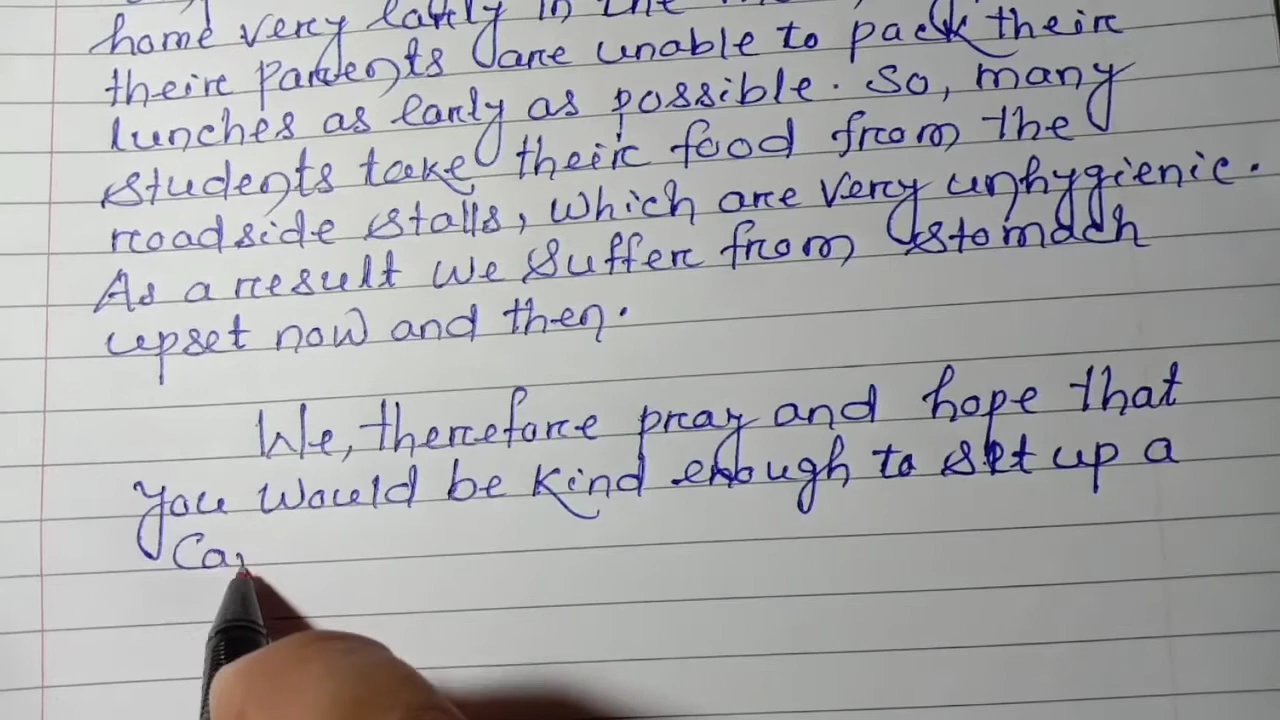 home very lately in the
their parents are unable to pack their
lunches as early as possible. So, many
students take their food from the
roadside stalls, which are very unhygienic.
As a result we suffer from stomach
upset now and then.
We, therefore pray and hope that
you would be kind enough to set up a
Can